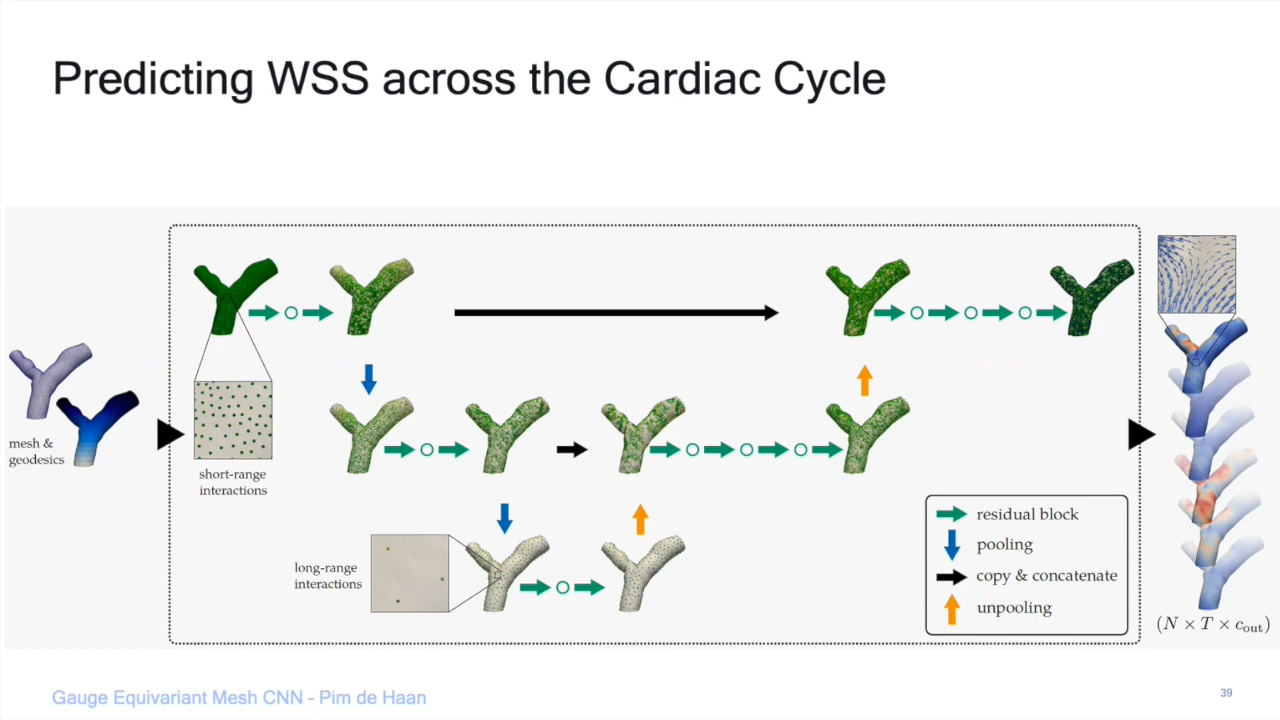 Predicting WSS across the Cardiac Cycle
mesh &
geodesics
short-range
interactions
long-range
interactions
residual block
pooling
copy & concatenate
unpooling
(N × T × c_out)
Gauge Equivariant Mesh CNN - Pim de Haan
39